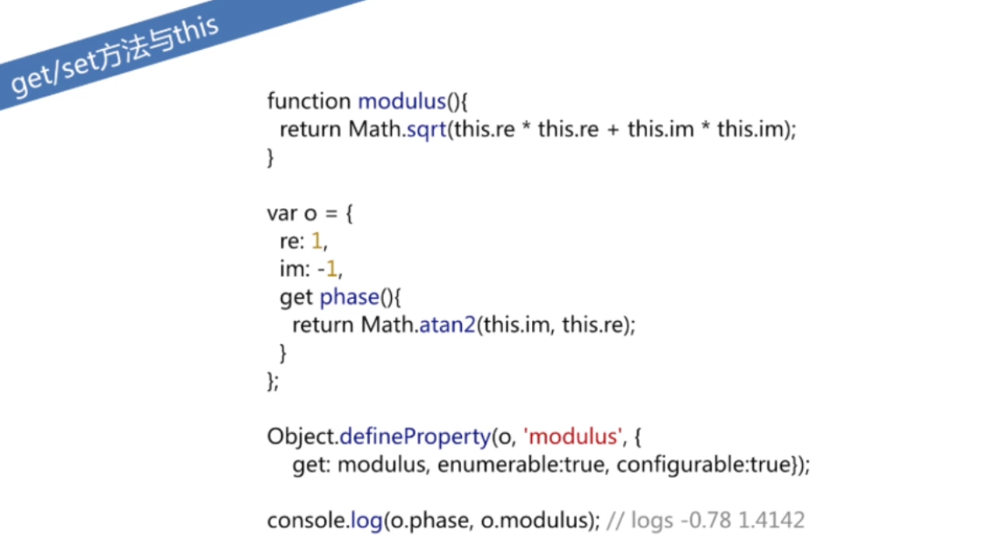 get/set方法与this
function modulus(){
return Math.sqrt(this.re * this.re + this.im * this.im);
}
var o = {
re: 1,
im: -1,
get phase(){
return Math.atan2(this.im, this.re);
}
};
Object.defineProperty(o, 'modulus', {
get: modulus, enumerable:true, configurable:true});
console.log(o.phase, o.modulus); // logs -0.78 1.4142